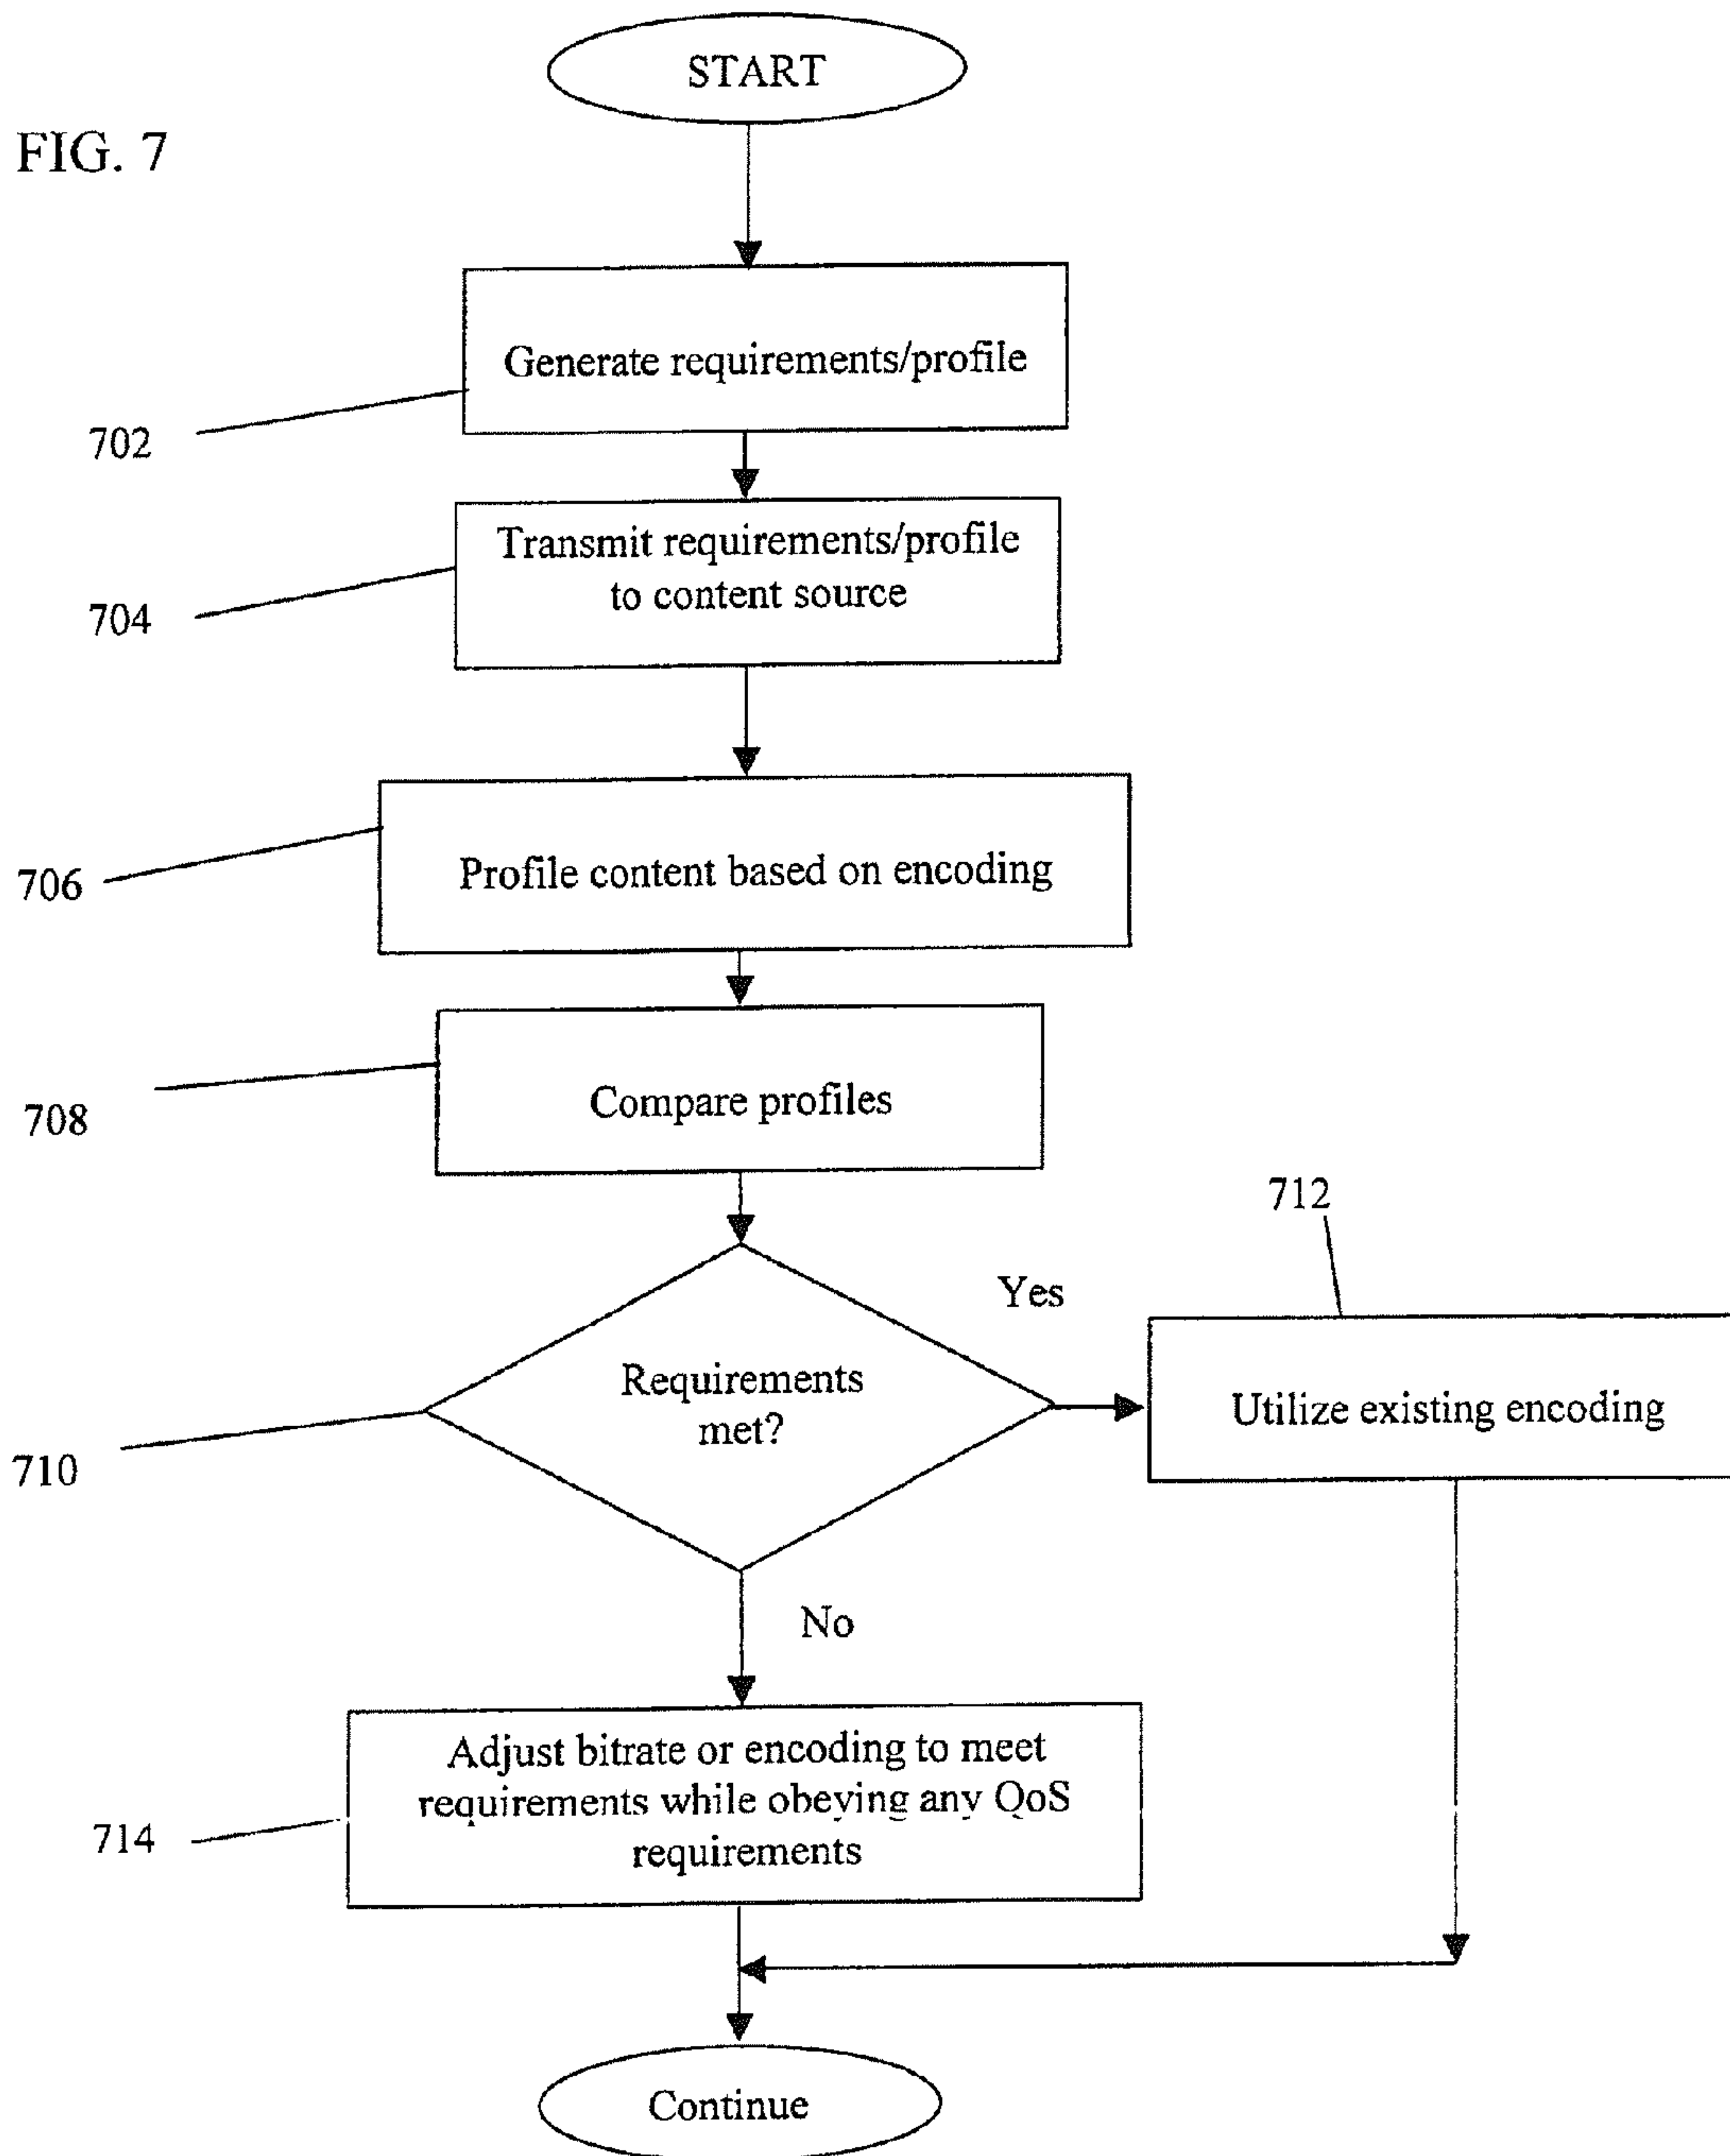 START
FIG. 7
Generate requirements/profile
702
Transmit requirements/profile
to content source
704
Profile content based on encoding
706
Compare profiles
708
712
Yes
Requirements
met?
Utilize existing encoding
710
No
Adjust bitrate or encoding to meet
requirements while obeying any QoS
requirements
714
Continue